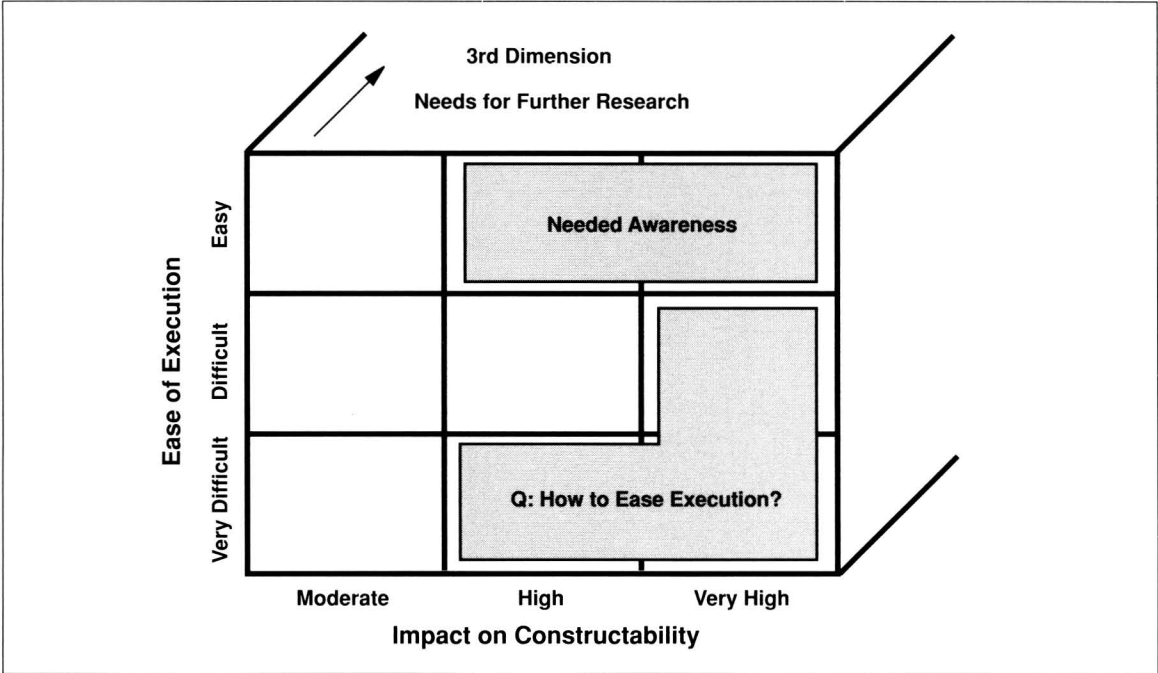 3rd Dimension
Needs for Further Research
Ease of Execution
Easy
Needed Awareness
Difficult
Very Difficult
Q: How to Ease Execution?
Moderate
High
Very High
Impact on Constructability